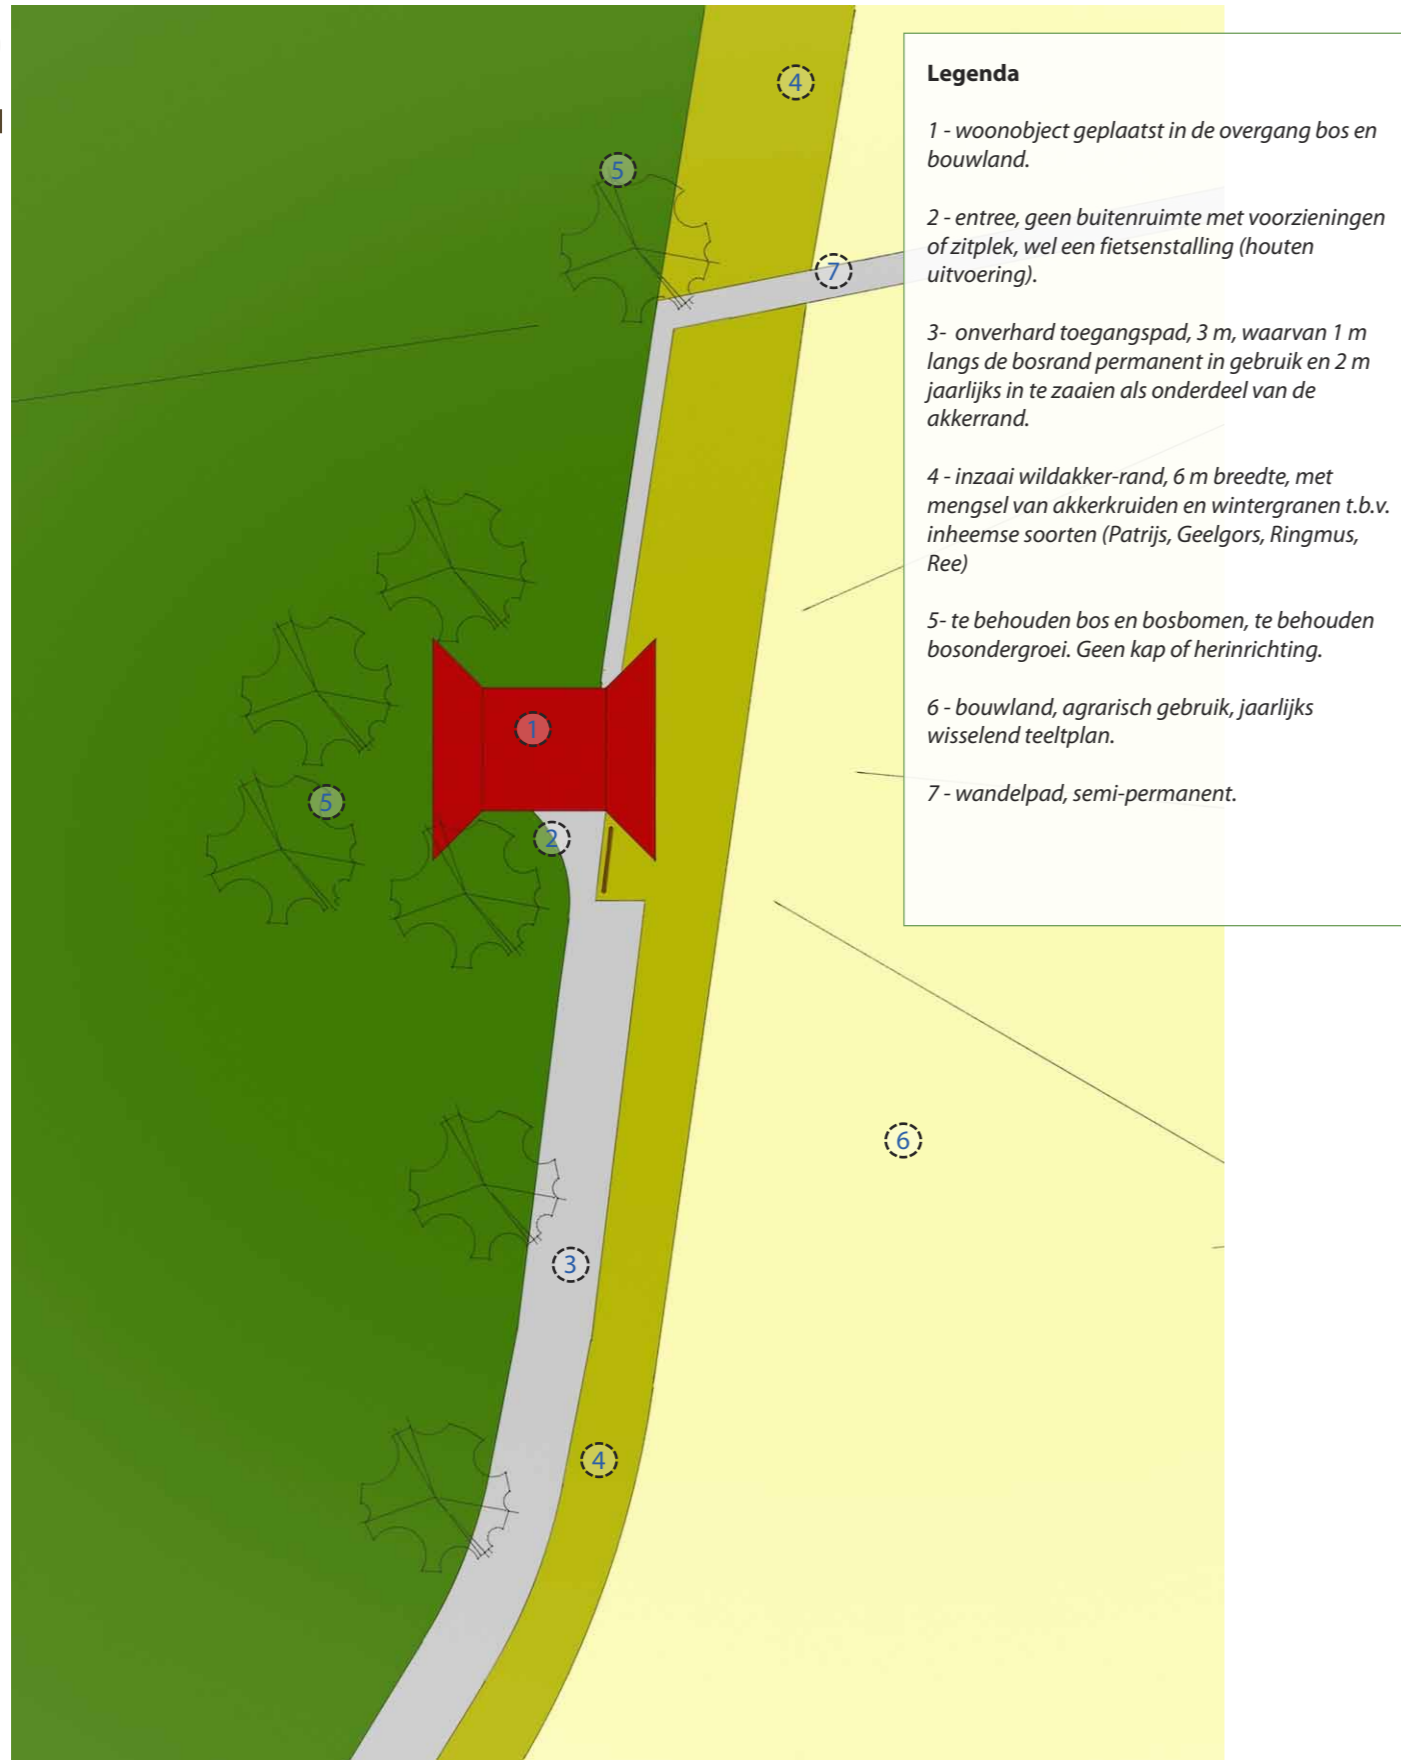 Legenda
1 - woonobject geplaatst in de overgang bos en
bouwland.
2 - entree, geen buitenruimte met voorzieningen
of zitplek, wel een fietsenstalling (houten
uitvoering).
3-  onverhard toegangspad, 3 m, waarvan 1 m
langs de bosrand permanent in gebruik en 2 m
jaarlijks in te zaaien als onderdeel van de
akkerrand.
4 - inzaai wildakker-rand, 6 m breedte, met
mengsel van akkerkruiden en wintergranen t.b.v.
inheemse soorten (Patrijs, Geelgors, Ringmus,
Ree)
5- te behouden bos en bosbomen, te behouden
bosondergroei. Geen kap of herinrichting.
6 - bouwland, agrarisch gebruik, jaarlijks
wisselend teeltplan.
7 - wandelpad, semi-permanent.
4
5
7
1
5
2
6
3
4